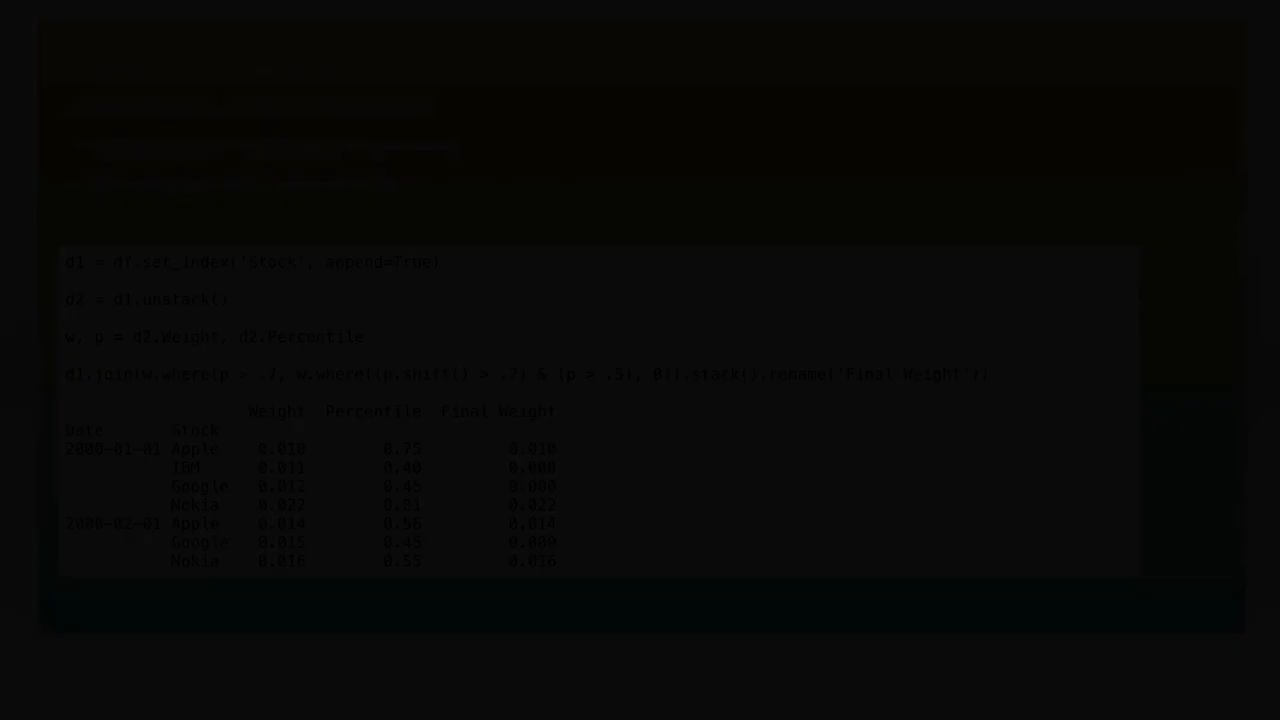 d1 = df.set_index('Stock', append=True)
d2 = d1.unstack()
w, p = d2.Weight, d2.Percentile
d1.join(w.where(p > .7, w.where((p.shift() > .7) & (p > .5), 0)).stack().rename('Final Weight'))
Weight Percentile Final Weight
Date Stock
2000-01-01 Apple 0.010 0.75 0.010
IBM 0.011 0.40 0.000
Google 0.012 0.45 0.000
Nokia 0.022 0.81 0.022
2000-02-01 Apple 0.014 0.56 0.014
Google 0.015 0.45 0.000
Nokia 0.016 0.55 0.016